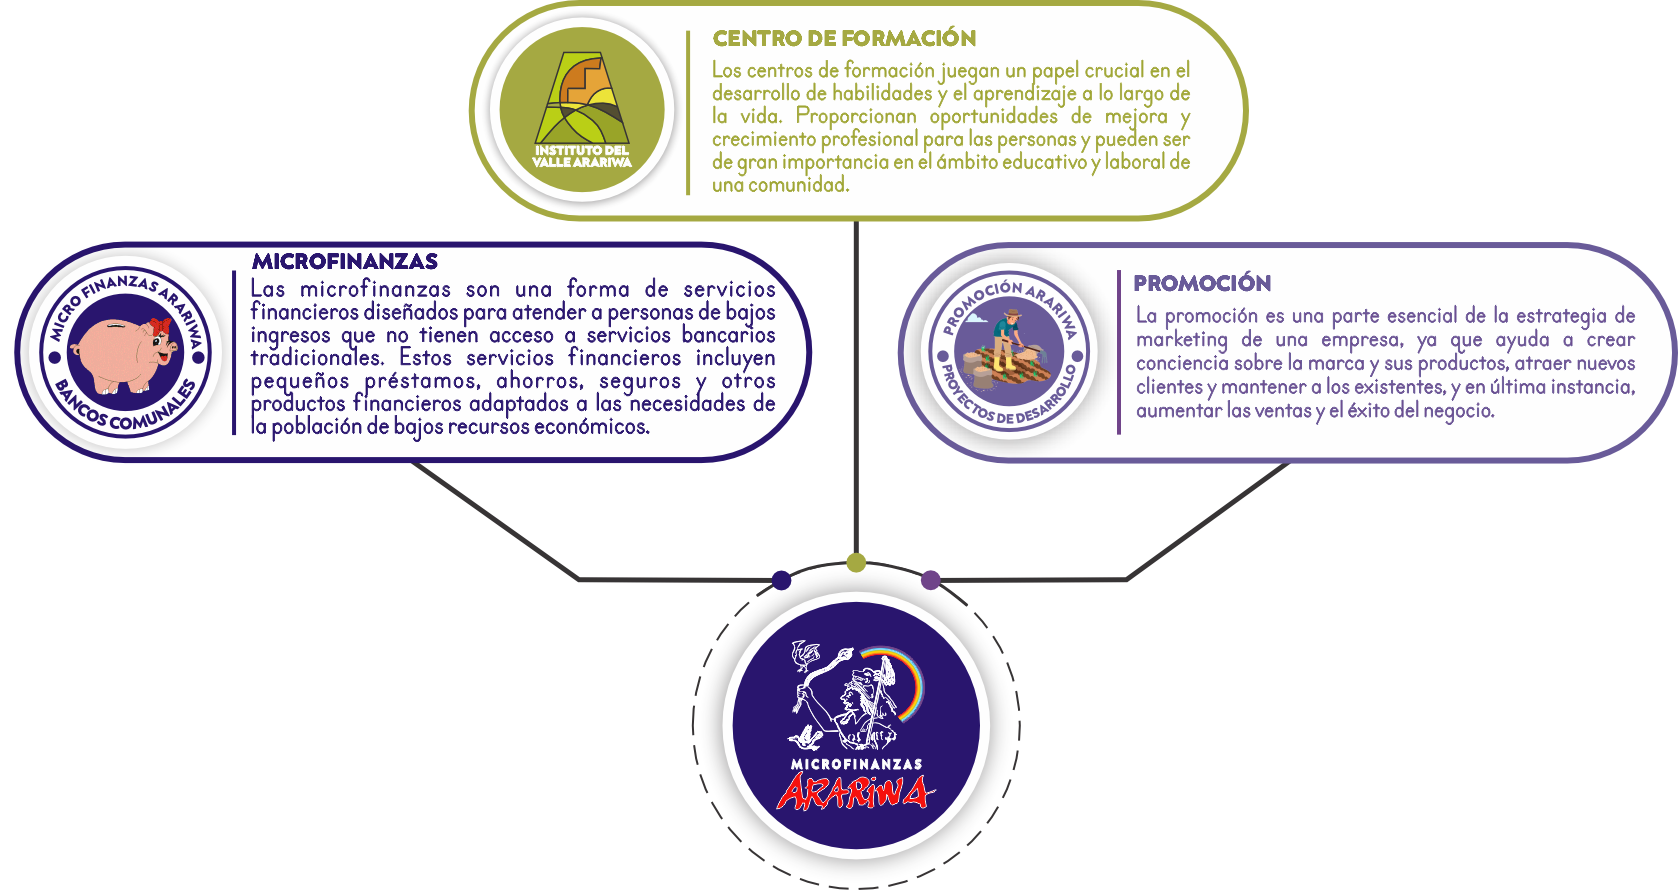 CENTRO DE FORMACIÓN
Los centros de formación juegan un papel crucial en el
desarrollo de habilidades y el aprendizaje a lo largo de
la vida. Proporcionan oportunidades de mejora y
crecimiento profesional para las personas y pueden ser
de gran importancia en el ámbito educativo y laboral de
una comunidad.
INSTITUTO DEL
VALLE ARARIWA
MICROFINANZAS
Las microfinanzas son una forma de servicios
financieros diseñados para atender a personas de bajos
ingresos que no tienen acceso a servicios bancarios
tradicionales. Estos servicios financieros incluyen
pequeños préstamos, ahorros, seguros y otros
productos financieros adaptados a las necesidades de
la población de bajos recursos económicos.
MICRO FINANZAS ARARIWA
BANCOS COMUNALES
PROMOCIÓN
La promoción es una parte esencial de la estrategia de
marketing de una empresa, ya que ayuda a crear
conciencia sobre la marca y sus productos, atraer nuevos
clientes y mantener a los existentes, y en última instancia,
aumentar las ventas y el éxito del negocio.
PROMOCIÓN ARARIWA
PROYECTOS DE DESARROLLO
MICROFINANZAS
ARARIWA